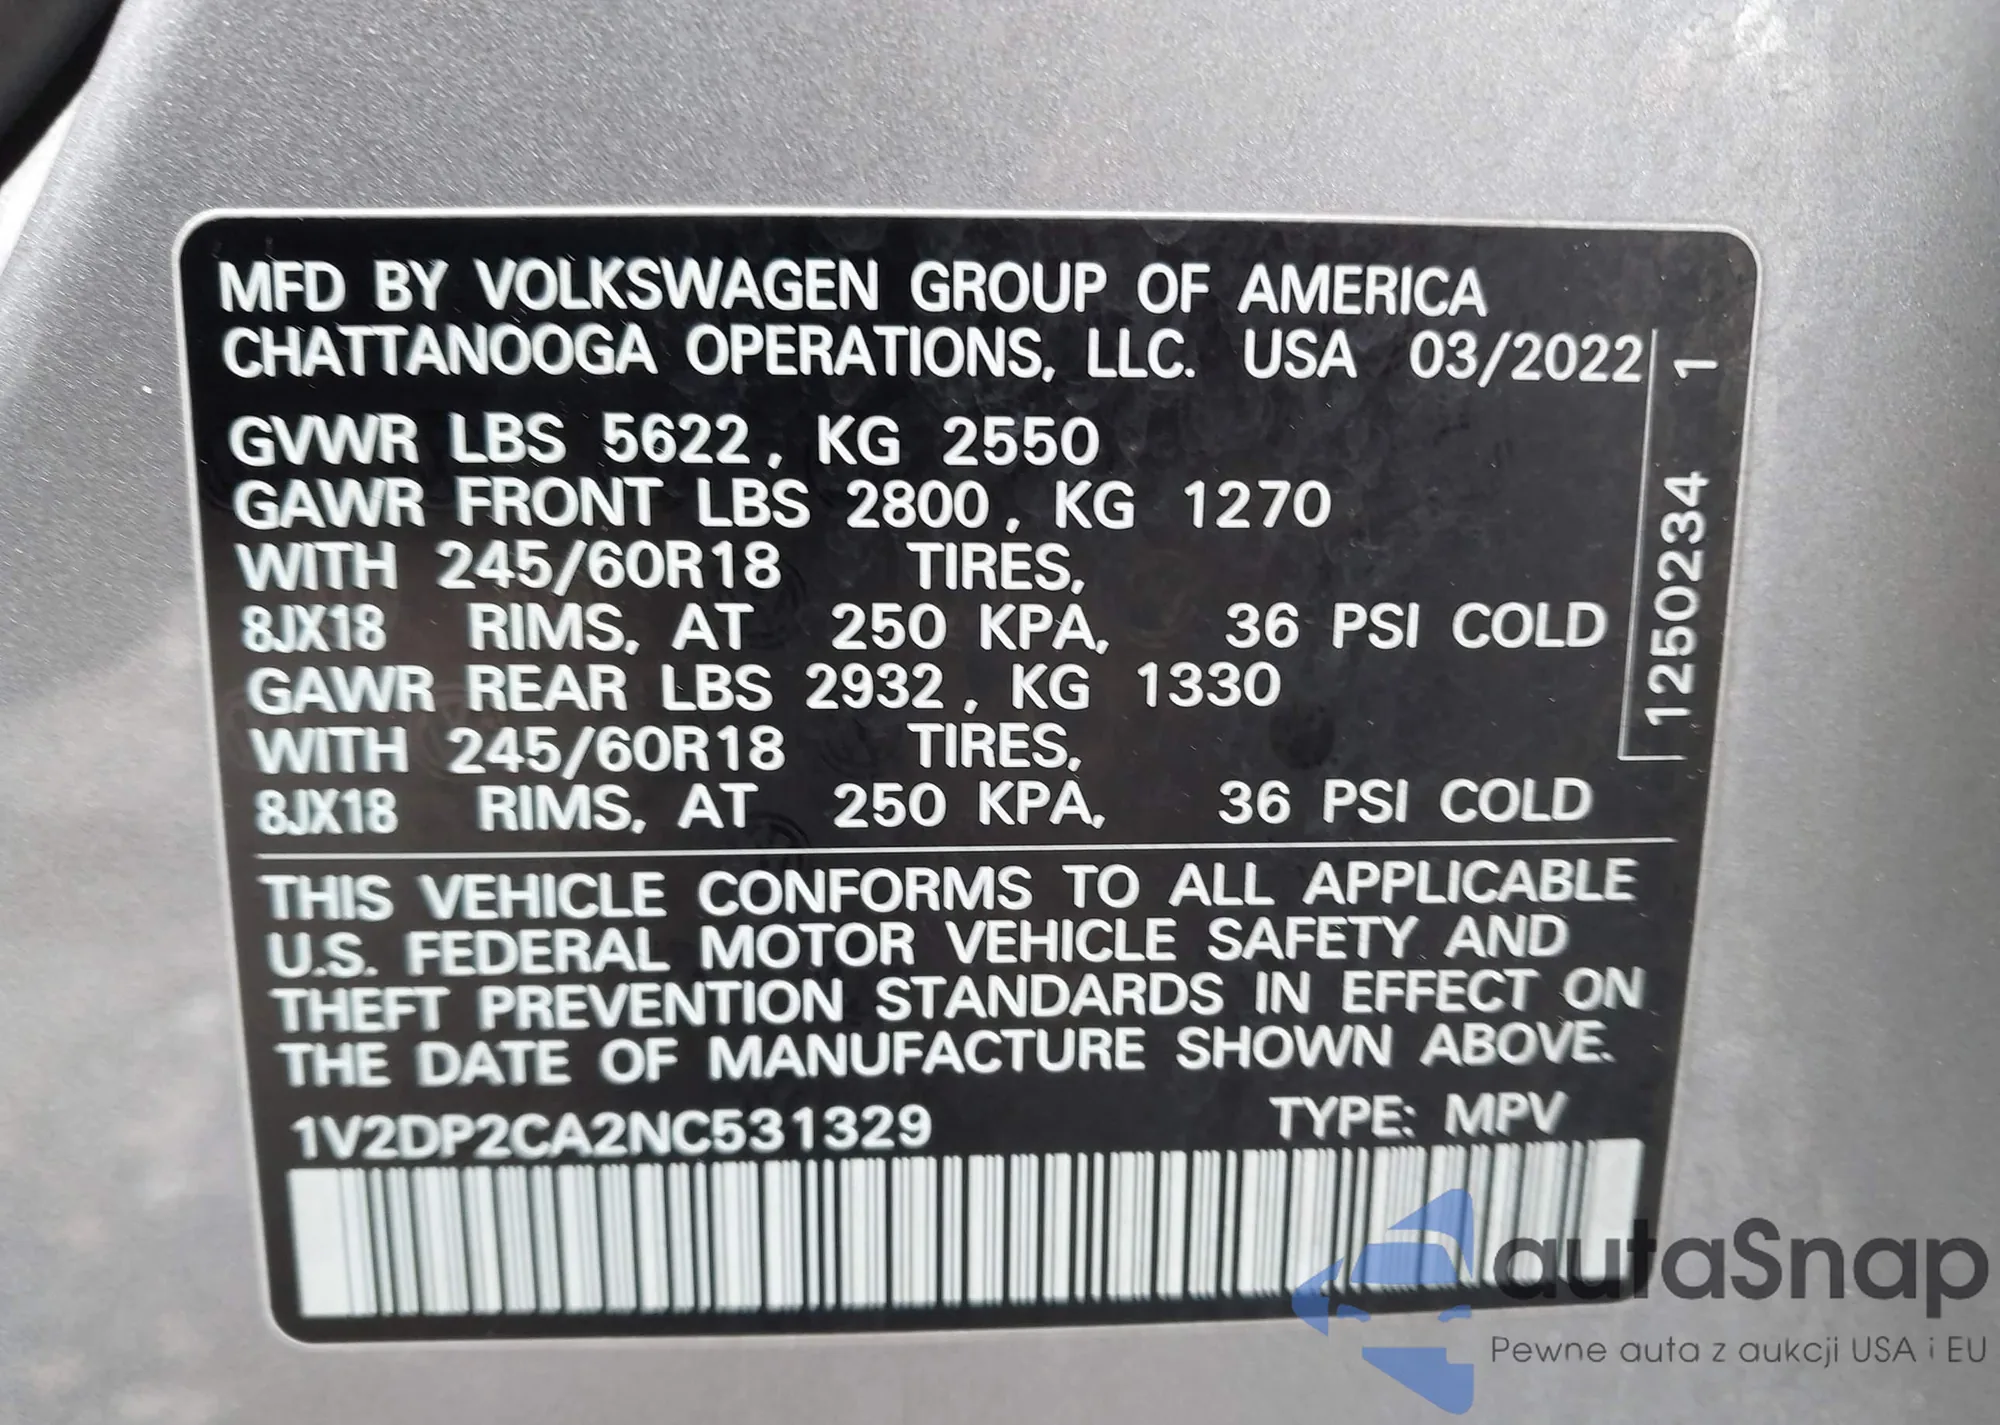 MFD BY VOLKSWAGEN GROUP OF AMERICA
CHATTANOOGA OPERATIONS, LLC. USA 03/2022
GVWR LBS 5622, KG 2550
GAWR FRONT LBS 2800, KG 1270
WITH 245/60R18 TIRES,
8JX18 RIMS, AT 250 KPA, 36 PSI COLD
GAWR REAR LBS 2932, KG 1330
WITH 245/60R18 TIRES,
8JX18 RIMS, AT 250 KPA, 36 PSI COLD
1250234 1
THIS VEHICLE CONFORMS TO ALL APPLICABLE
U.S. FEDERAL MOTOR VEHICLE SAFETY AND
THEFT PREVENTION STANDARDS IN EFFECT ON
THE DATE OF MANUFACTURE SHOWN ABOVE.
1V2DP2CA2NC531329 TYPE: MPV
autaSnap
Pewne auta z aukcji USA i EU